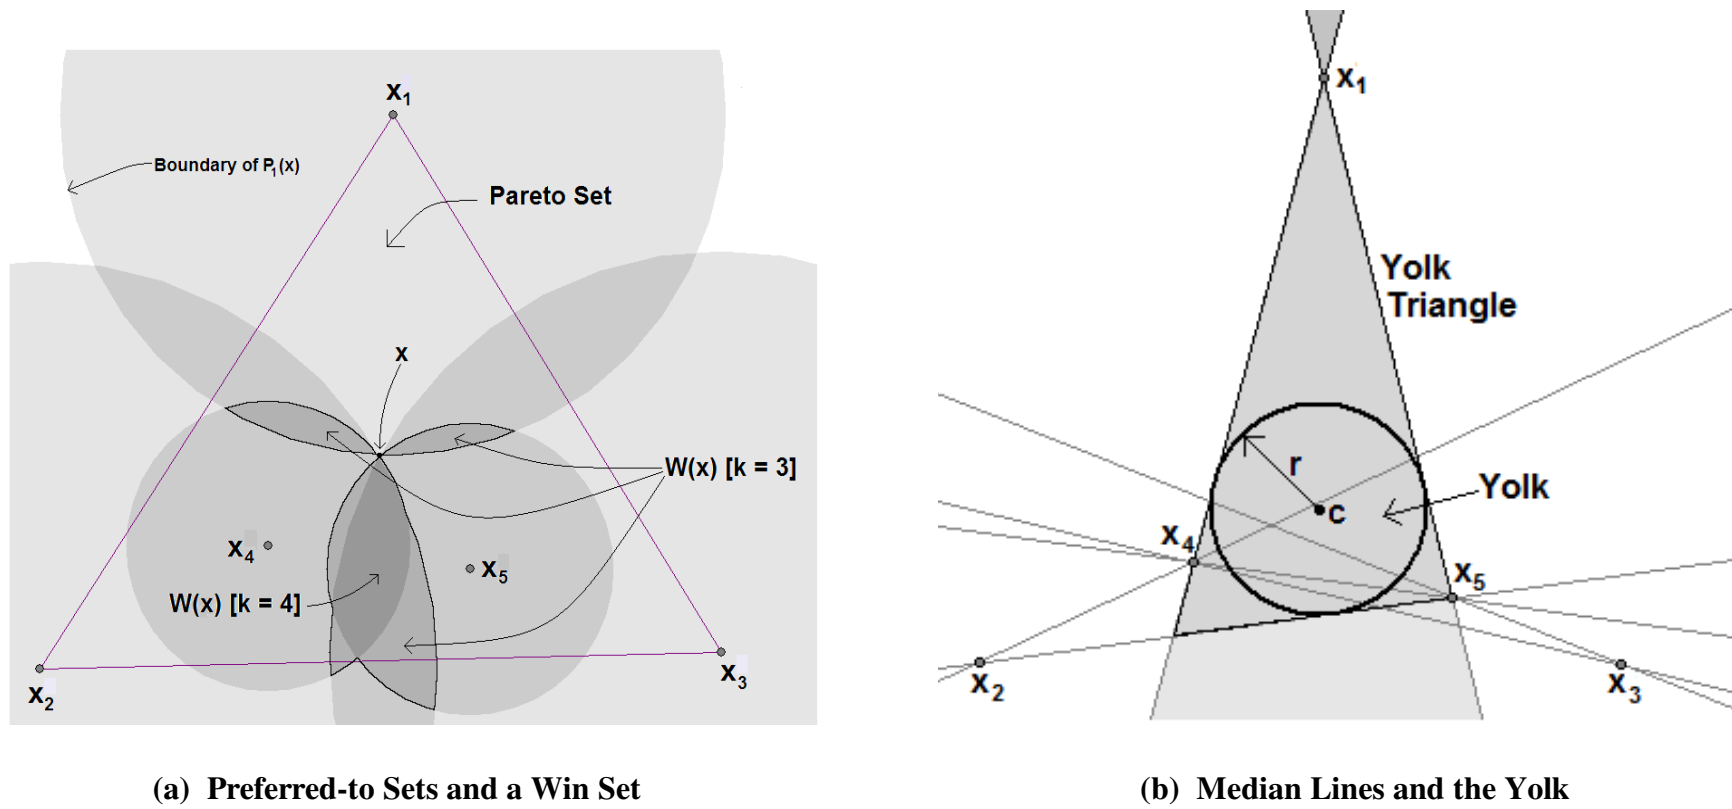 x1
Boundary of P1(x)
Pareto Set
x
W(x) [k = 3]
x4
x5
W(x) [k = 4]
x2
x3
(a) Preferred-to Sets and a Win Set
x1
Yolk
Triangle
r
Yolk
c
x4
x5
x2
x3
(b) Median Lines and the Yolk